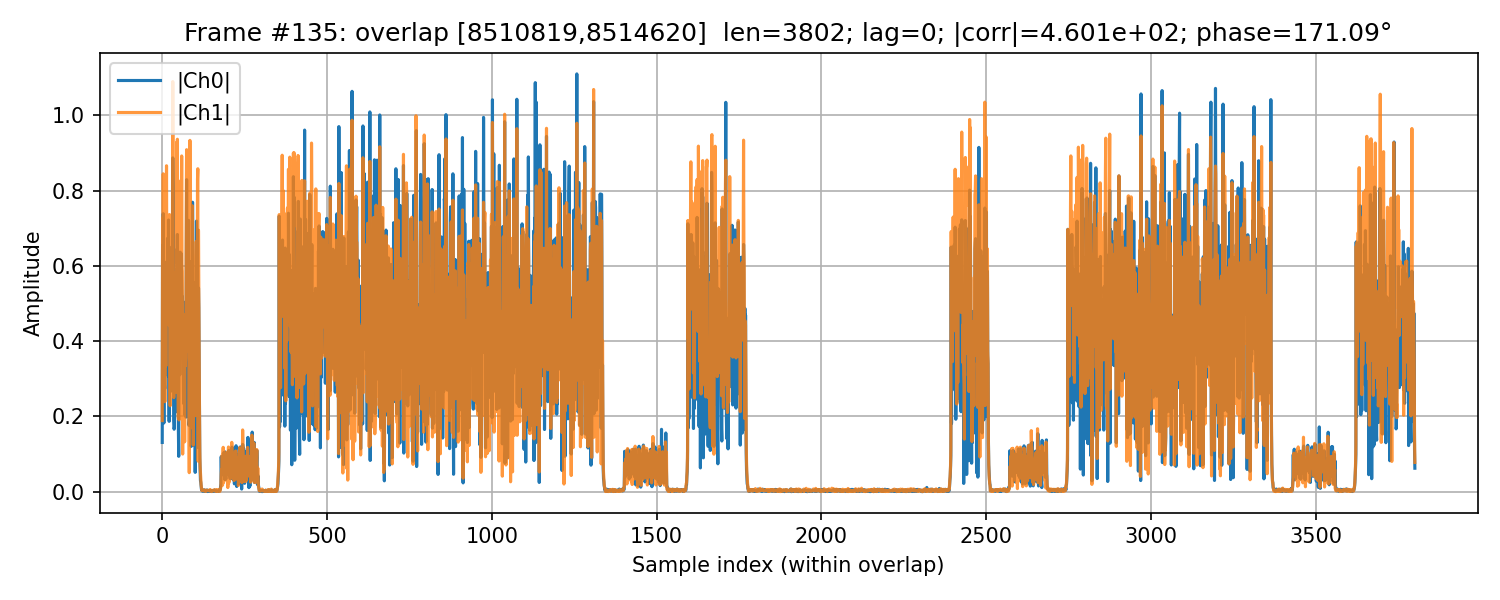 Frame #135: overlap [8510819,8514620]  len=3802; lag=0; |corr|=4.601e+02; phase=171.09°
|Ch0|
|Ch1|
Amplitude
1.0
0.8
0.6
0.4
0.2
0.0
0 500 1000 1500 2000 2500 3000 3500
Sample index (within overlap)